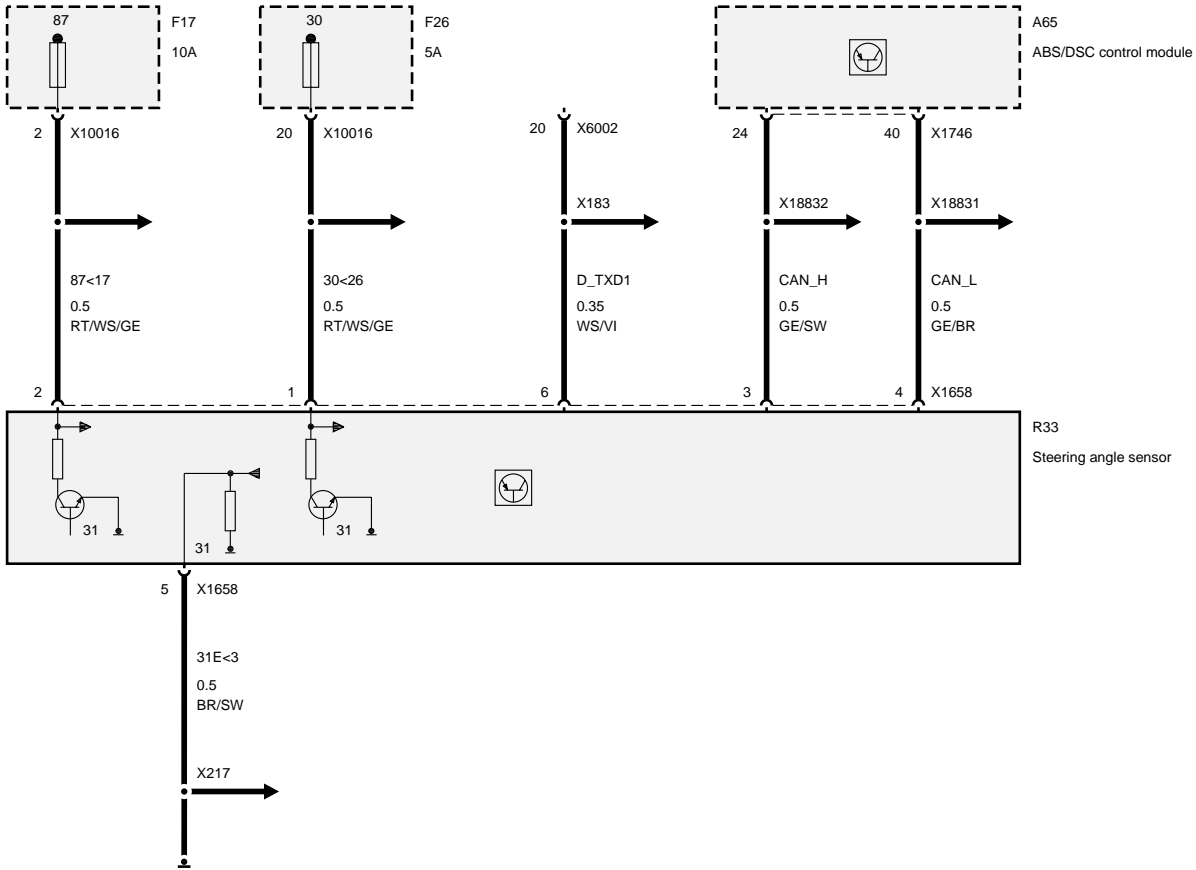 87
F17
10A
30
F26
5A
A65
ABS/DSC control module
2
X10016
20
X10016
20
X6002
24
40
X1746
X183
X18832
X18831
87<17
0.5
RT/WS/GE
30<26
0.5
RT/WS/GE
D_TXD1
0.35
WS/VI
CAN_H
0.5
GE/SW
CAN_L
0.5
GE/BR
2
1
6
3
4
X1658
R33
Steering angle sensor
31
31
31
5
X1658
31E<3
0.5
BR/SW
X217